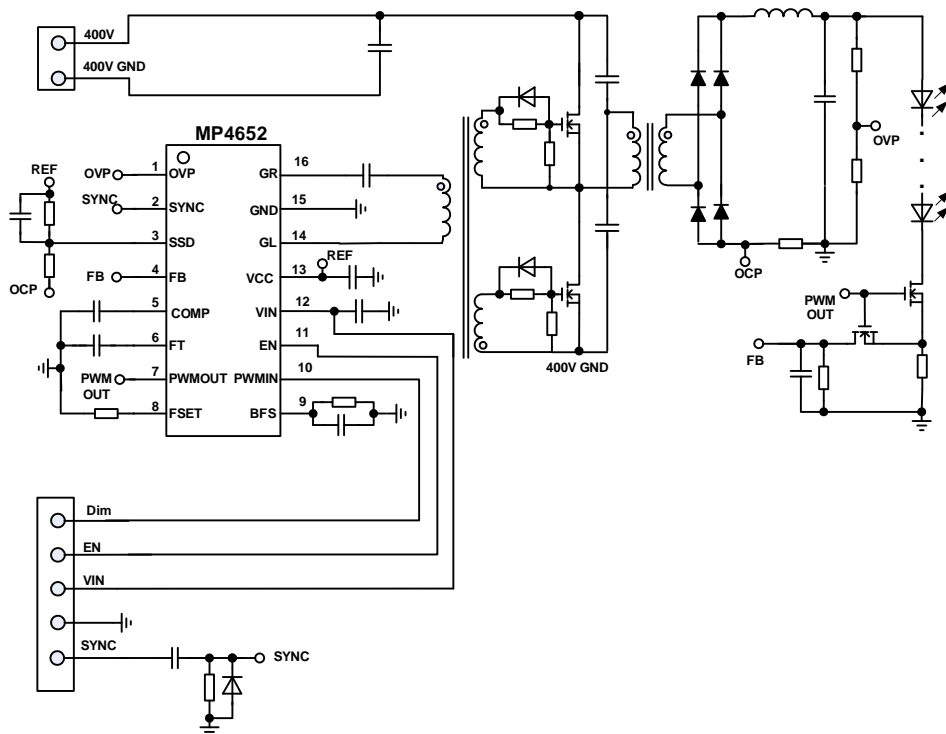 400V
400V GND
MP4652
REF
OVP
1
OVP
GR
16
SYNC
2
SYNC
GND
15
3
SSD
GL
14
OCP
REF
FB
4
FB
VCC
13
5
COMP
VIN
12
6
FT
EN
11
PWM
OUT
7
PWMOUT
PWMIN
10
8
FSET
BFS
9
400V GND
OVP
OCP
PWM
OUT
FB
Dim
EN
VIN
SYNC
SYNC